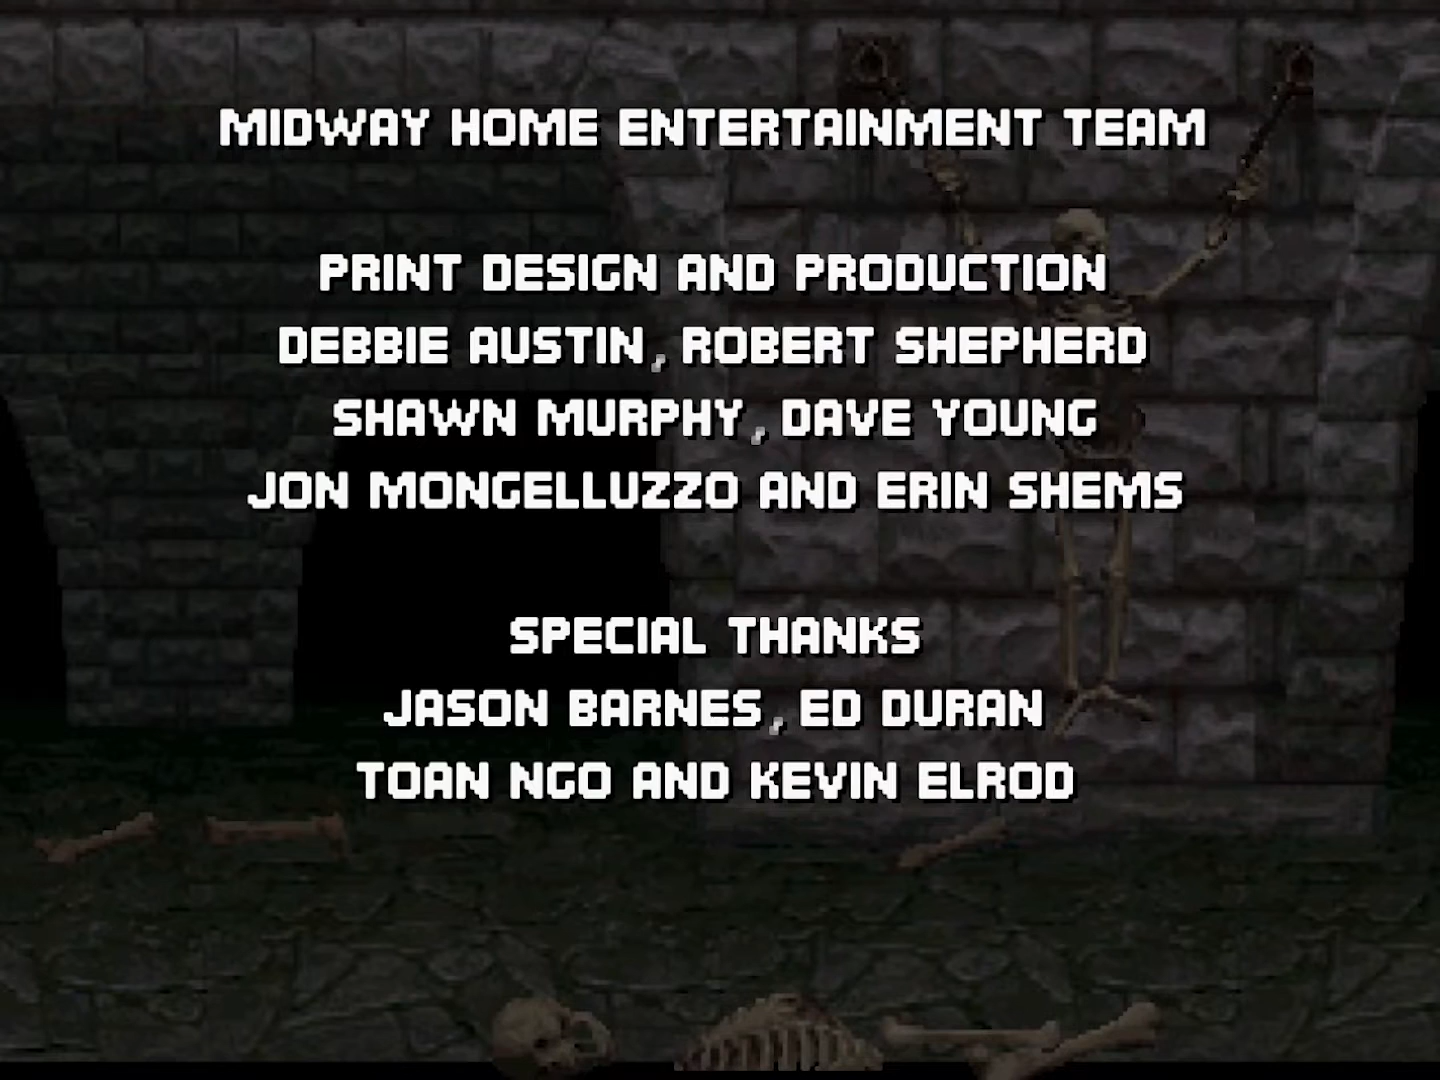 MIDWAY HOME ENTERTAINMENT TEAM
PRINT DESIGN AND PRODUCTION
DEBBIE AUSTIN, ROBERT SHEPHERD
SHAWN MURPHY, DAVE YOUNG
JON MONGELLUZZO AND ERIN SHEMS
SPECIAL THANKS
JASON BARNES, ED DURAN
TOAN NGO AND KEVIN ELROD